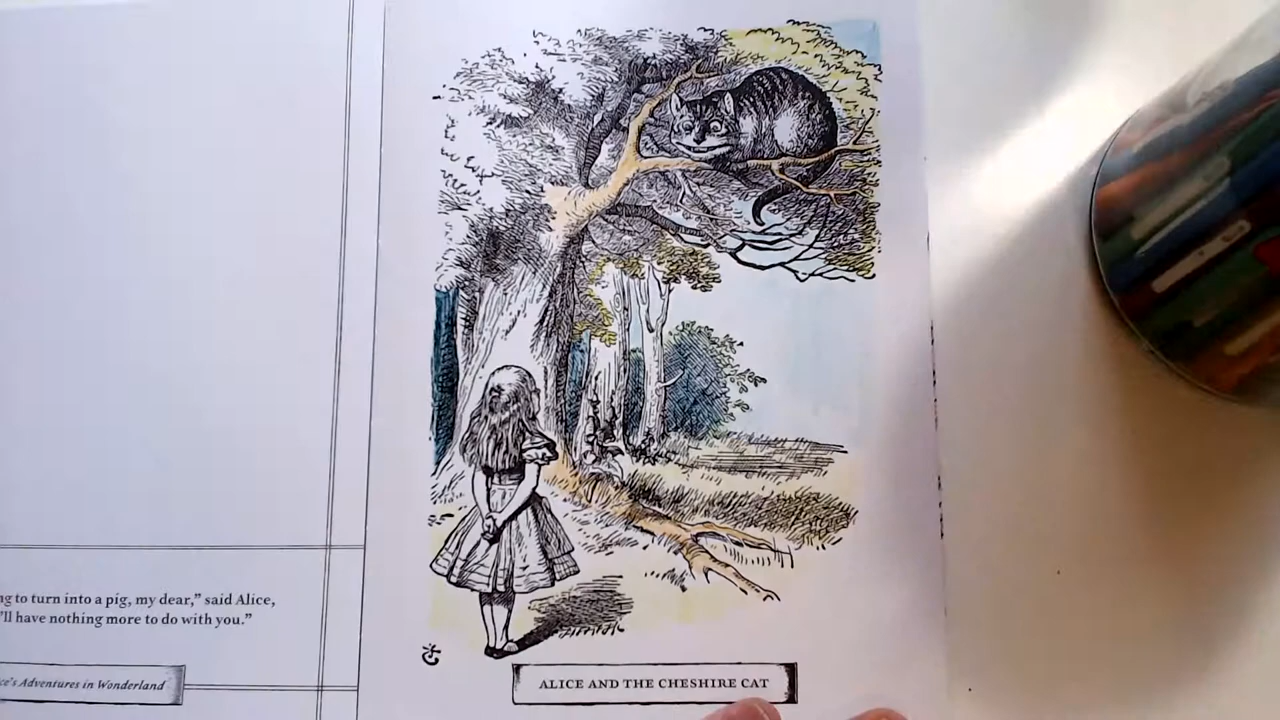 ng to turn into a pig, my dear,” said Alice,
’ll have nothing more to do with you.”
ce’s Adventures in Wonderland
ALICE AND THE CHESHIRE CAT